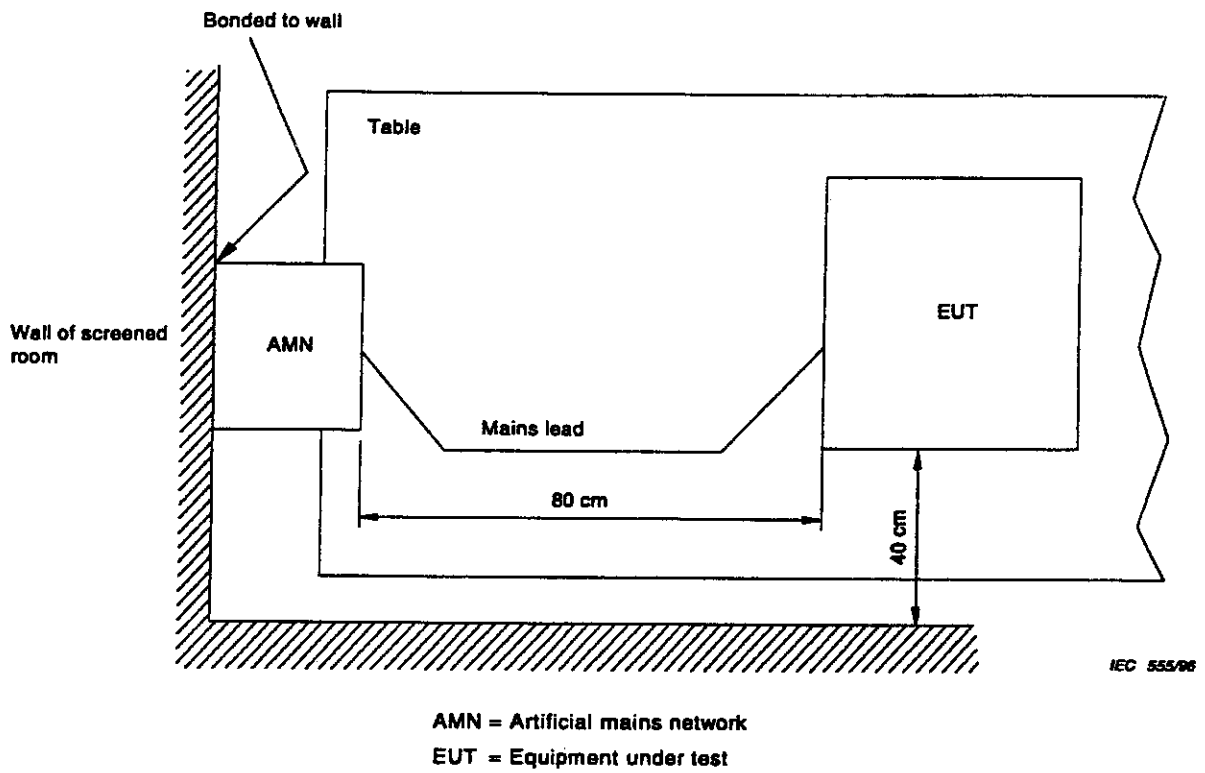 Bonded to wall
Table
EUT
Wall of screened
room
AMN
Mains lead
80 cm
40 cm
IEC 555/96
AMN = Artificial mains network
EUT = Equipment under test